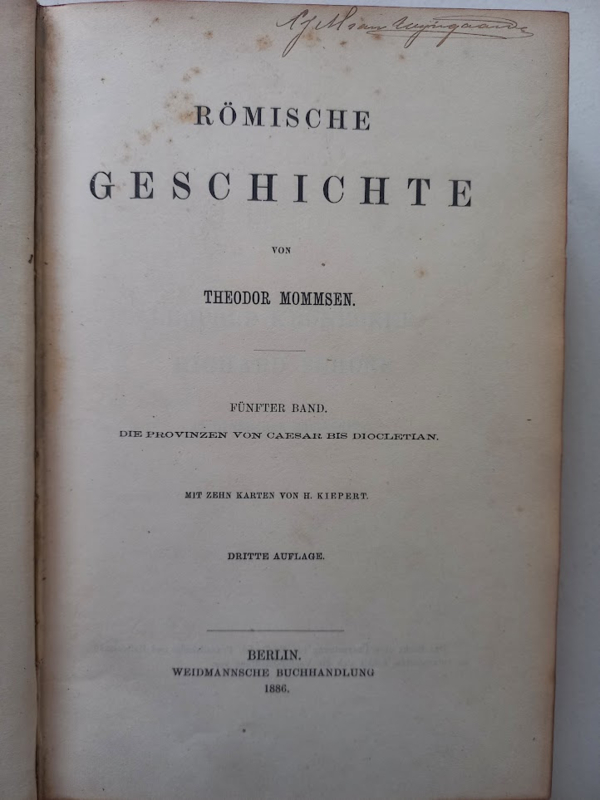 RÖMISCHE
GESCHICHTE
VON
THEODOR MOMMSEN.
FÜNFTER BAND.
DIE PROVINZEN VON CAESAR BIS DIOCLETIAN.
MIT ZEHN KARTEN VON H. KIEPERT.
DRITTE AUFLAGE.
BERLIN.
WEIDMANNSCHE BUCHHANDLUNG
1886.